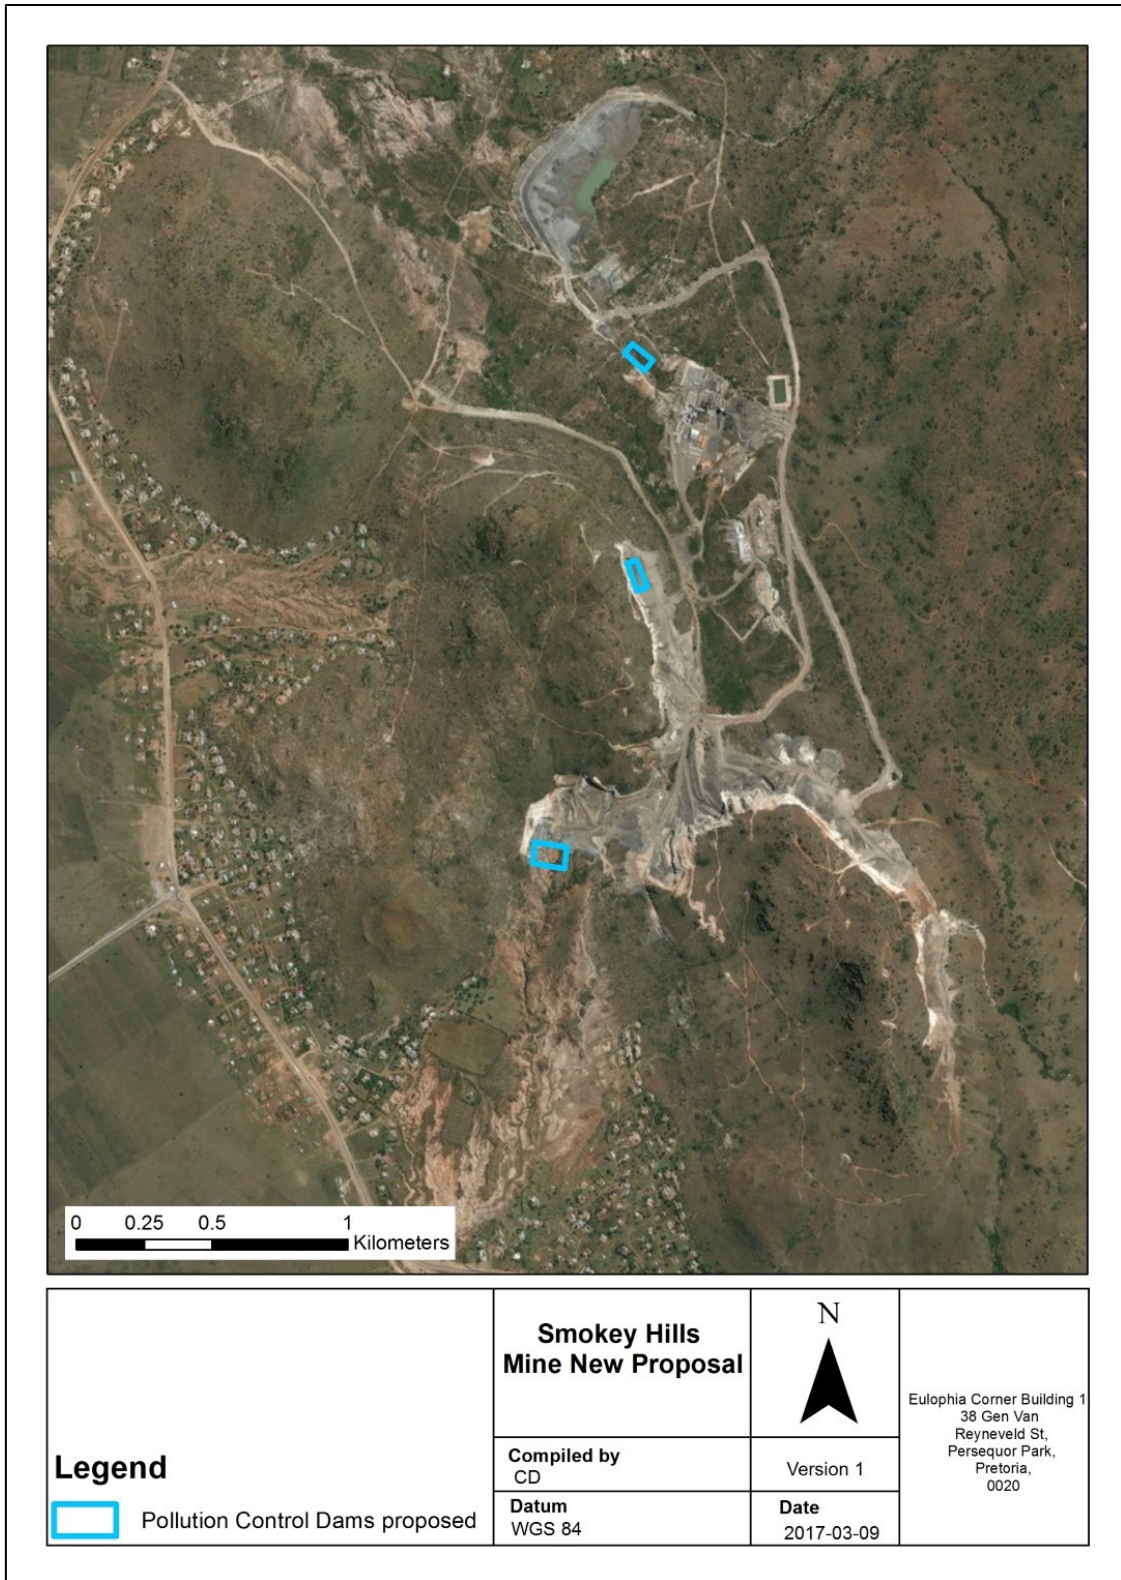 0 0.25 0.5 1
Kilometers
Smokey Hills
Mine New Proposal
N
Eulophia Corner Building 1
38 Gen Van
Reyneveld St,
Persequor Park,
Pretoria,
0020
Legend
Pollution Control Dams proposed
Compiled by
CD
Version 1
Datum
WGS 84
Date
2017-03-09